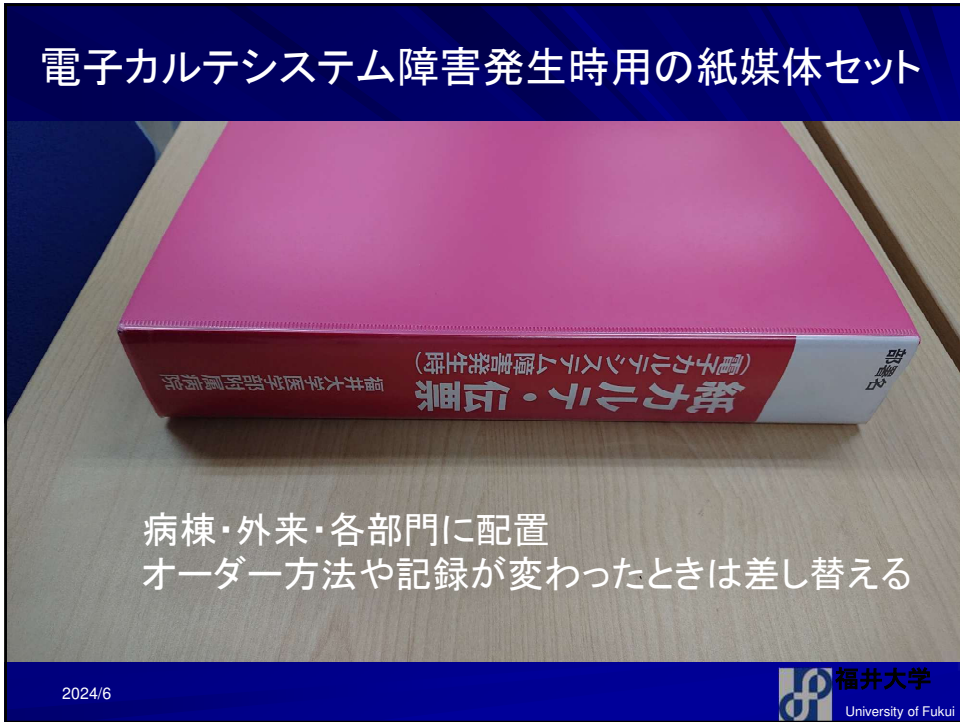 電子カルテシステム障害発生時用の紙媒体セット
部署名
紙カルテ・伝票
(電子カルテシステム障害発生時)
福井大学医学部附属病院
病棟・外来・各部門に配置
オーダー方法や記録が変わったときは差し替える
2024/6
福井大学
University of Fukui